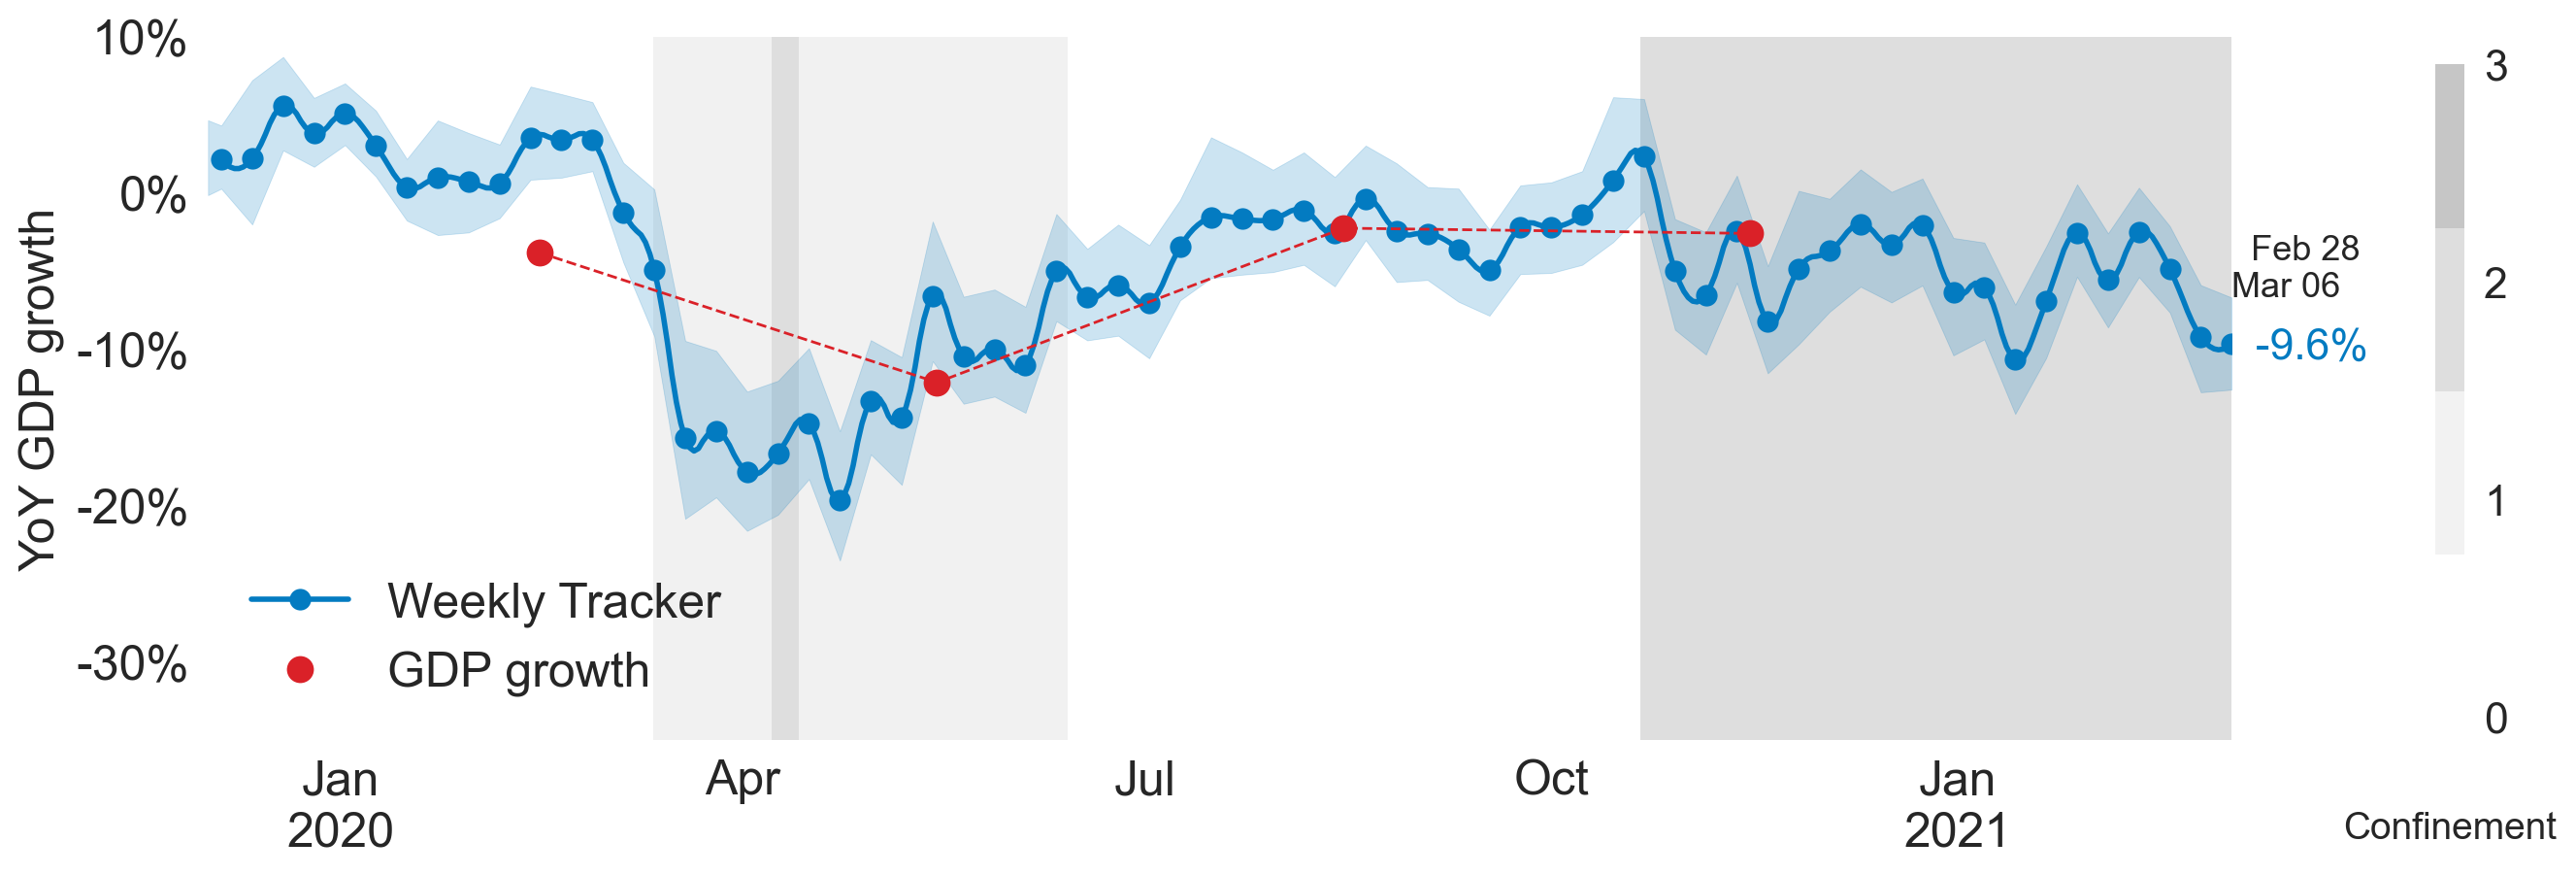 10%
0%
-10%
-20%
-30%
YoY GDP growth
Weekly Tracker
GDP growth
Jan
2020
Apr
Jul
Oct
Jan
2021
Feb 28
Mar 06
-9.6%
3
2
1
0
Confinement